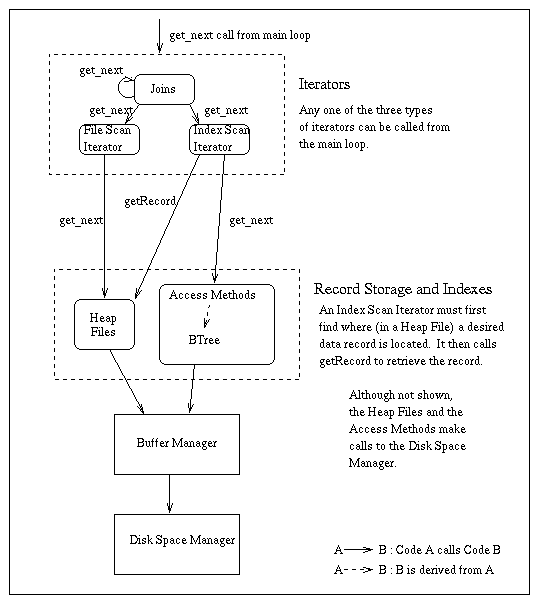 get_next call from main loop
get_next
Joins
get_next
get_next
File Scan
Iterator
Index Scan
Iterator
Iterators
Any one of the three types
of iterators can be called from
the main loop.
getRecord
get_next
get_next
Heap
Files
Access Methods
BTree
Record Storage and Indexes
An Index Scan Iterator must first
find where (in a Heap File) a desired
data record is located. It then calls
getRecord to retrieve the record.
Although not shown,
the Heap Files and the
Access Methods make
calls to the Disk Space
Manager.
Buffer Manager
Disk Space Manager
A B : Code A calls Code B
A B : B is derived from A